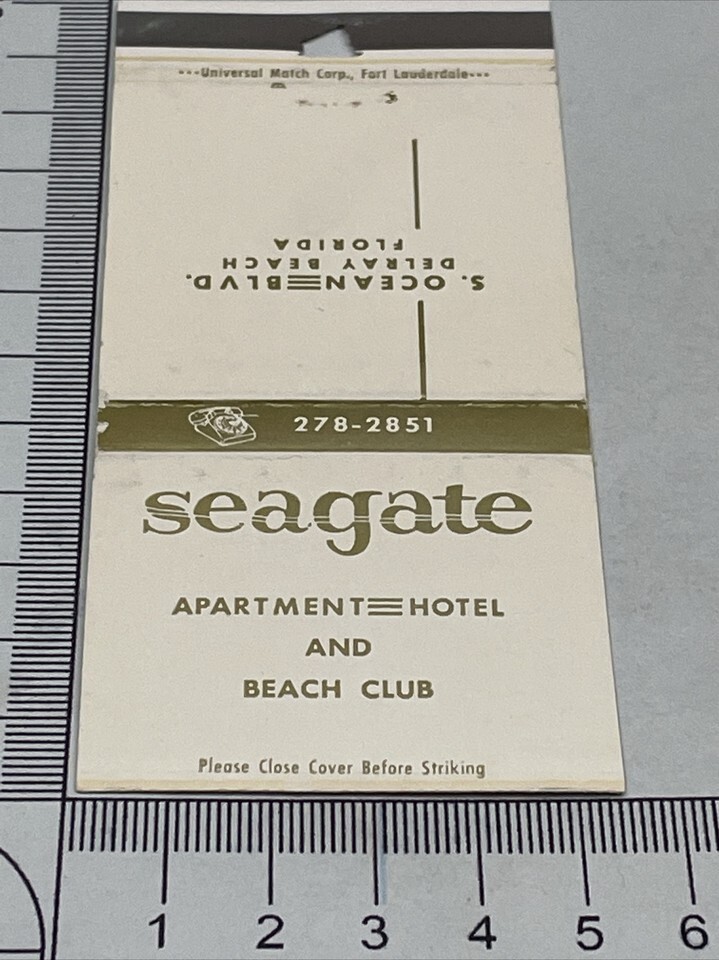 ---Universal Match Corp., Fort Lauderdale---
S. OCEAN BLVD.
DELRAY BEACH
FLORIDA
278-2851
seagate
APARTMENT HOTEL
AND
BEACH CLUB
Please Close Cover Before Striking
1 2 3 4 5 6